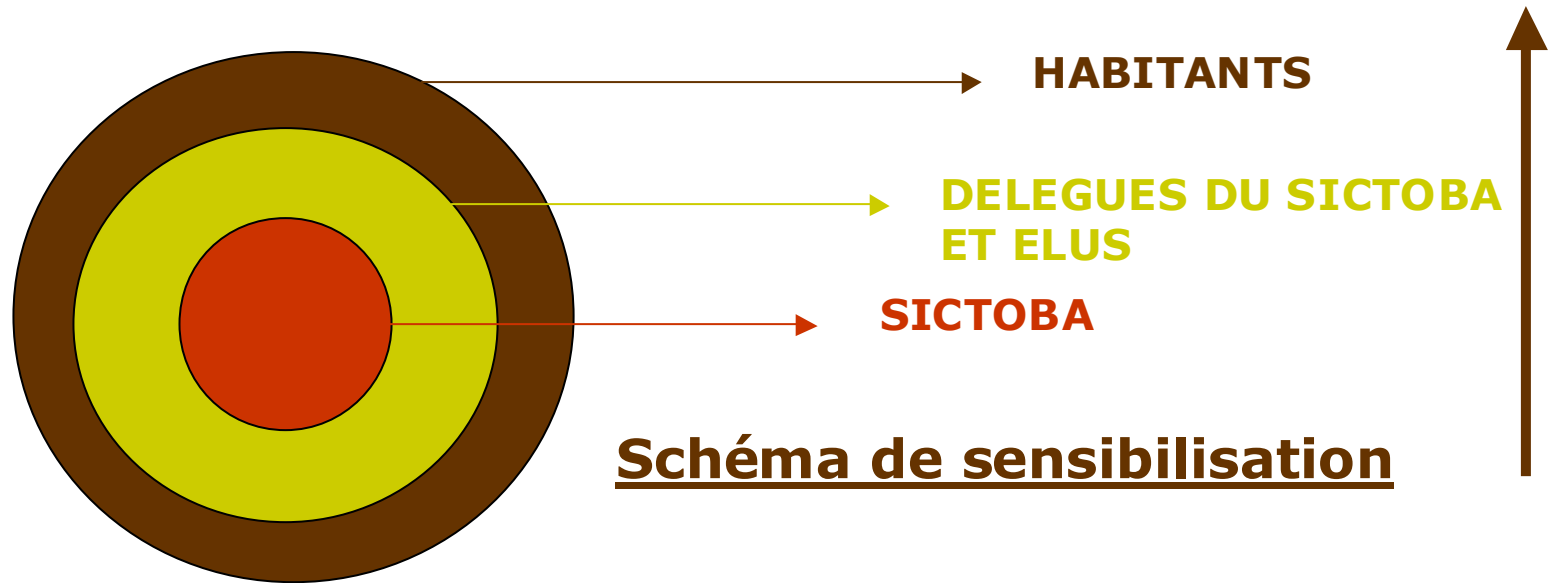 HABITANTS
DELEGUES DU SICTOBA
ET ELUS
SICTOBA
Schéma de sensibilisation